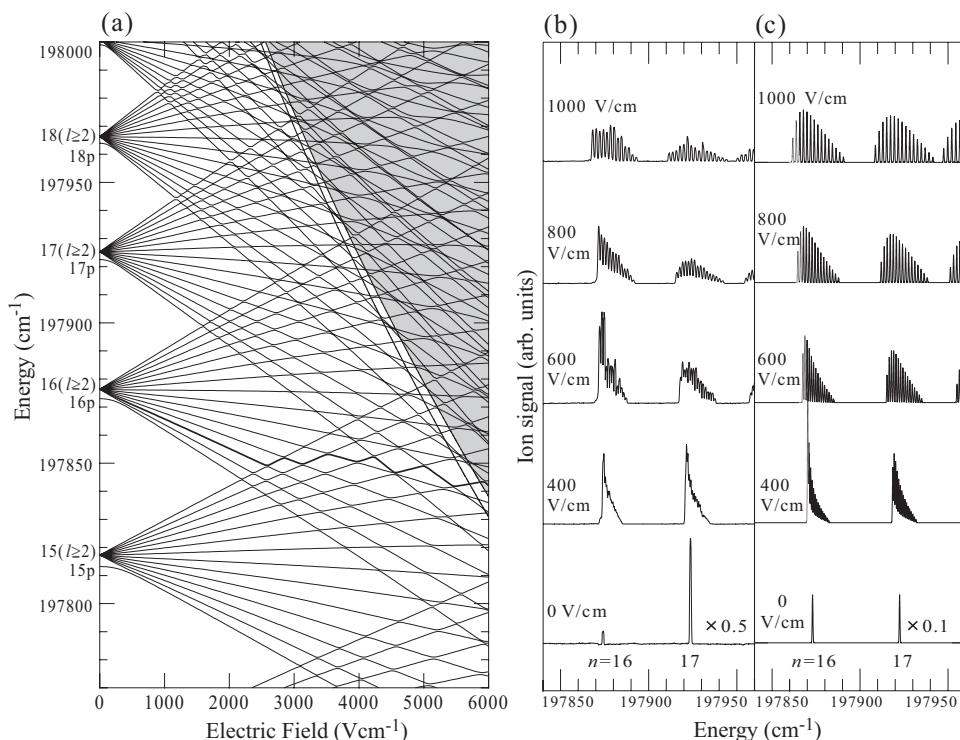 (a)
198000
18(l≥2)
18p
197950
17(l≥2)
17p
197900
16(l≥2)
16p
197850
15(l≥2)
15p
197800
Energy (cm-1)
0 1000 2000 3000 4000 5000 6000
Electric Field (Vcm-1)
(b)
1000 V/cm
800
V/cm
600
V/cm
400
V/cm
0 V/cm
×0.5
n=16 17
197850 197900 197950
Ion signal (arb. units)
(c)
1000 V/cm
800
V/cm
600
V/cm
400
V/cm
0
V/cm
×0.1
n=16 17
197850 197900 197950
Energy (cm-1)